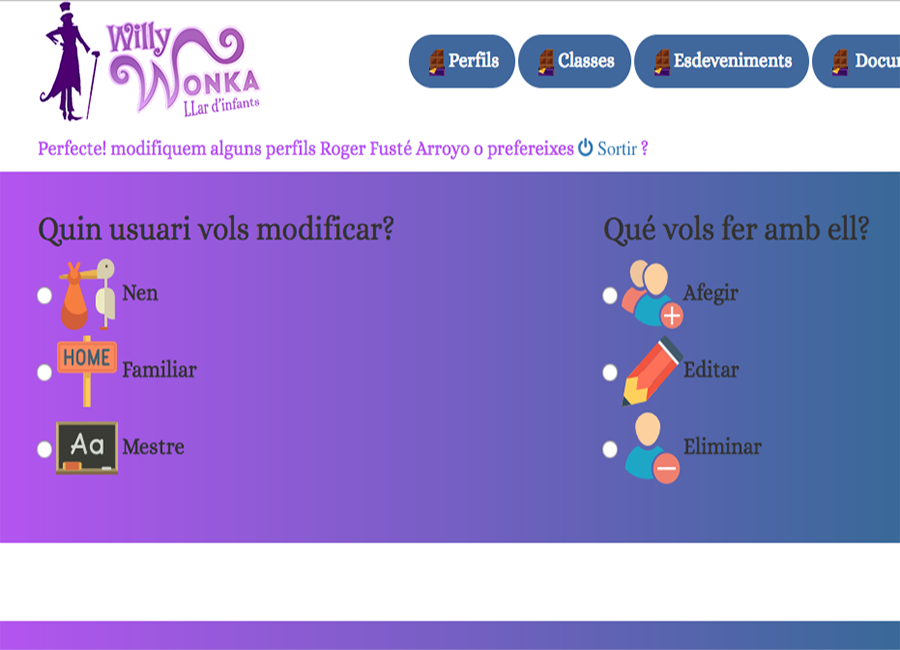 Willy
WONKA
LLar d'infants
Perfils
Classes
Esdeveniments
Perfecte! modifiquem alguns perfils Roger Fusté Arroyo o prefereixes Sortir ?
Quin usuari vols modificar?
Nen
HOME
Familiar
Aa
Mestre
Qué vols fer amb ell?
Afegir
Editar
Eliminar